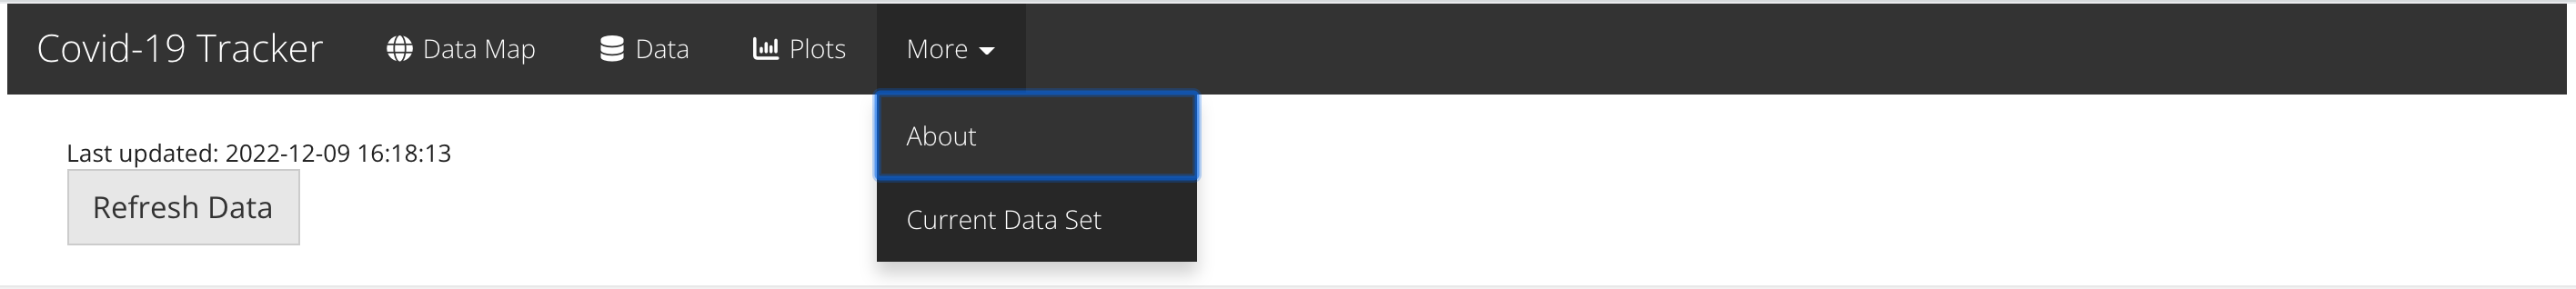 Covid-19 Tracker Data Map Data Plots More
About
Current Data Set
Last updated: 2022-12-09 16:18:13
Refresh Data